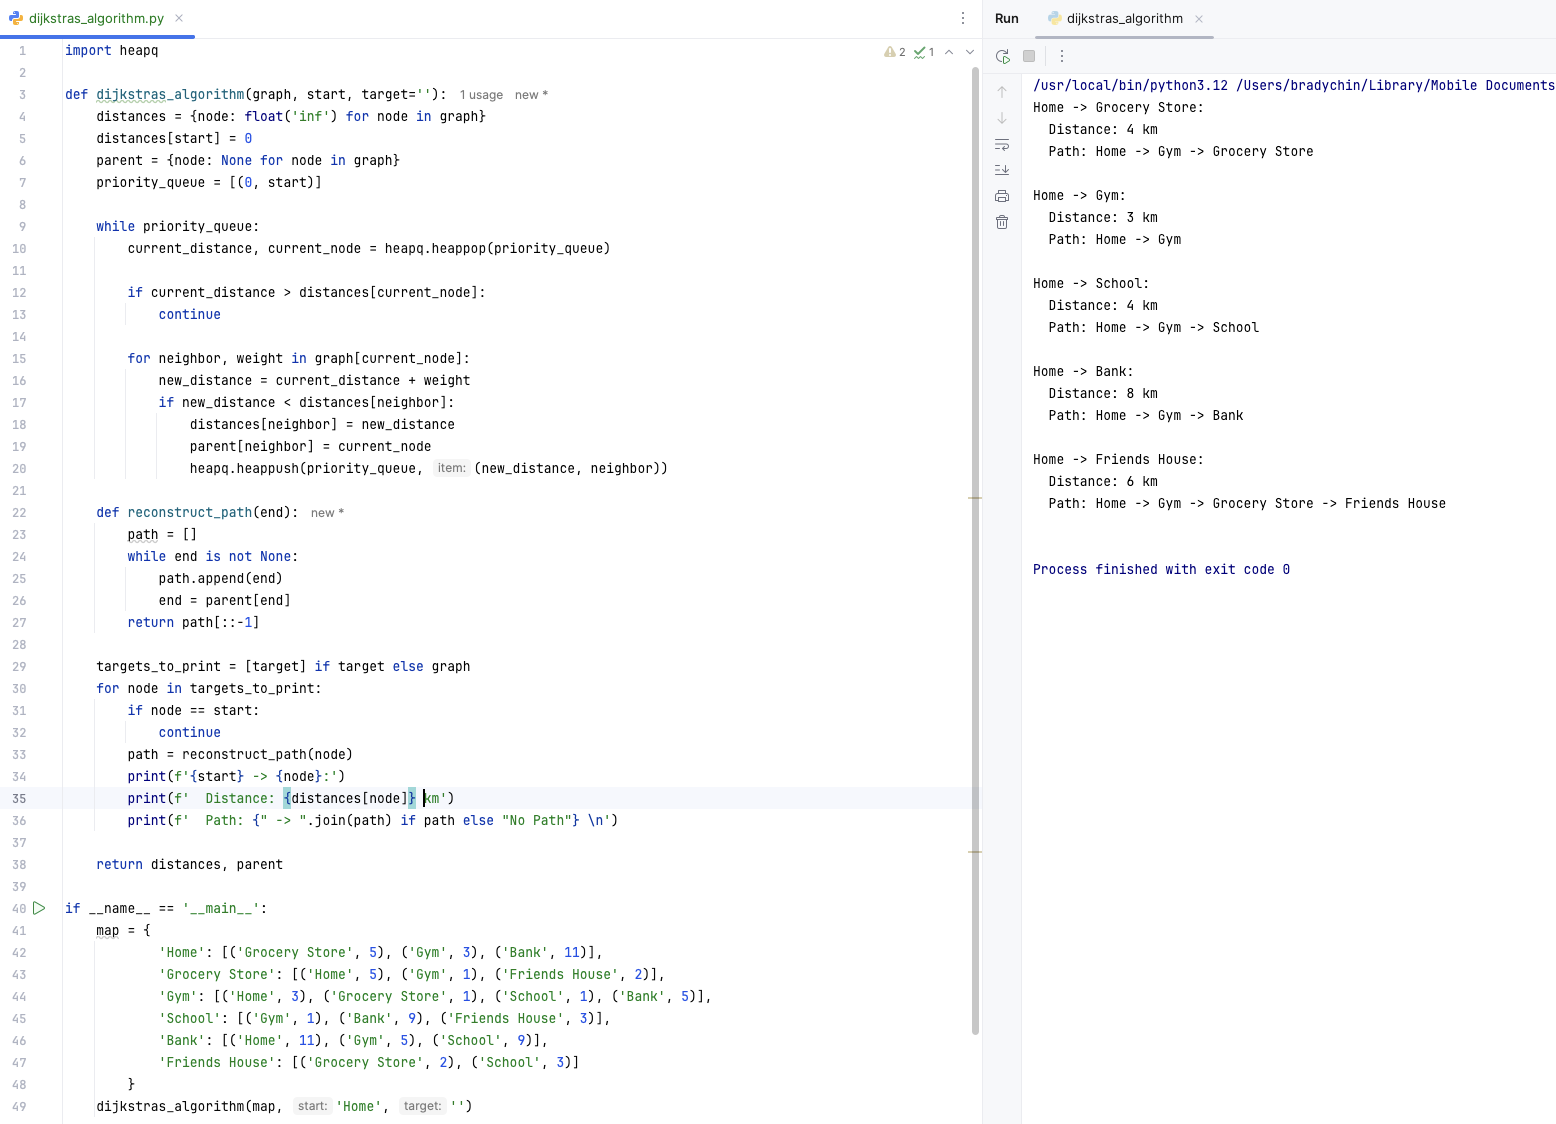 dijkstras_algorithm.py
2 1
1 import heapq
2
3 def dijkstras_algorithm(graph, start, target=''): 1 usage new *
4 distances = {node: float('inf') for node in graph}
5 distances[start] = 0
6 parent = {node: None for node in graph}
7 priority_queue = [(0, start)]
8
9 while priority_queue:
10 current_distance, current_node = heapq.heappop(priority_queue)
11
12 if current_distance > distances[current_node]:
13 continue
14
15 for neighbor, weight in graph[current_node]:
16 new_distance = current_distance + weight
17 if new_distance < distances[neighbor]:
18 distances[neighbor] = new_distance
19 parent[neighbor] = current_node
20 heapq.heappush(priority_queue, item: (new_distance, neighbor))
21
22 def reconstruct_path(end): new *
23 path = []
24 while end is not None:
25 path.append(end)
26 end = parent[end]
27 return path[::-1]
28
29 targets_to_print = [target] if target else graph
30 for node in targets_to_print:
31 if node == start:
32 continue
33 path = reconstruct_path(node)
34 print(f'{start} -> {node}:')
35 print(f'  Distance: {distances[node]} km')
36 print(f'  Path: {" -> ".join(path) if path else "No Path"} \n')
37
38 return distances, parent
39
40 if __name__ == '__main__':
41 map = {
42 'Home': [('Grocery Store', 5), ('Gym', 3), ('Bank', 11)],
43 'Grocery Store': [('Home', 5), ('Gym', 1), ('Friends House', 2)],
44 'Gym': [('Home', 3), ('Grocery Store', 1), ('School', 1), ('Bank', 5)],
45 'School': [('Gym', 1), ('Bank', 9), ('Friends House', 3)],
46 'Bank': [('Home', 11), ('Gym', 5), ('School', 9)],
47 'Friends House': [('Grocery Store', 2), ('School', 3)]
48 }
49 dijkstras_algorithm(map, start: 'Home', target: '')
Run dijkstras_algorithm
/usr/local/bin/python3.12 /Users/bradychin/Library/Mobile Documents
Home -> Grocery Store:
Distance: 4 km
Path: Home -> Gym -> Grocery Store
Home -> Gym:
Distance: 3 km
Path: Home -> Gym
Home -> School:
Distance: 4 km
Path: Home -> Gym -> School
Home -> Bank:
Distance: 8 km
Path: Home -> Gym -> Bank
Home -> Friends House:
Distance: 6 km
Path: Home -> Gym -> Grocery Store -> Friends House
Process finished with exit code 0